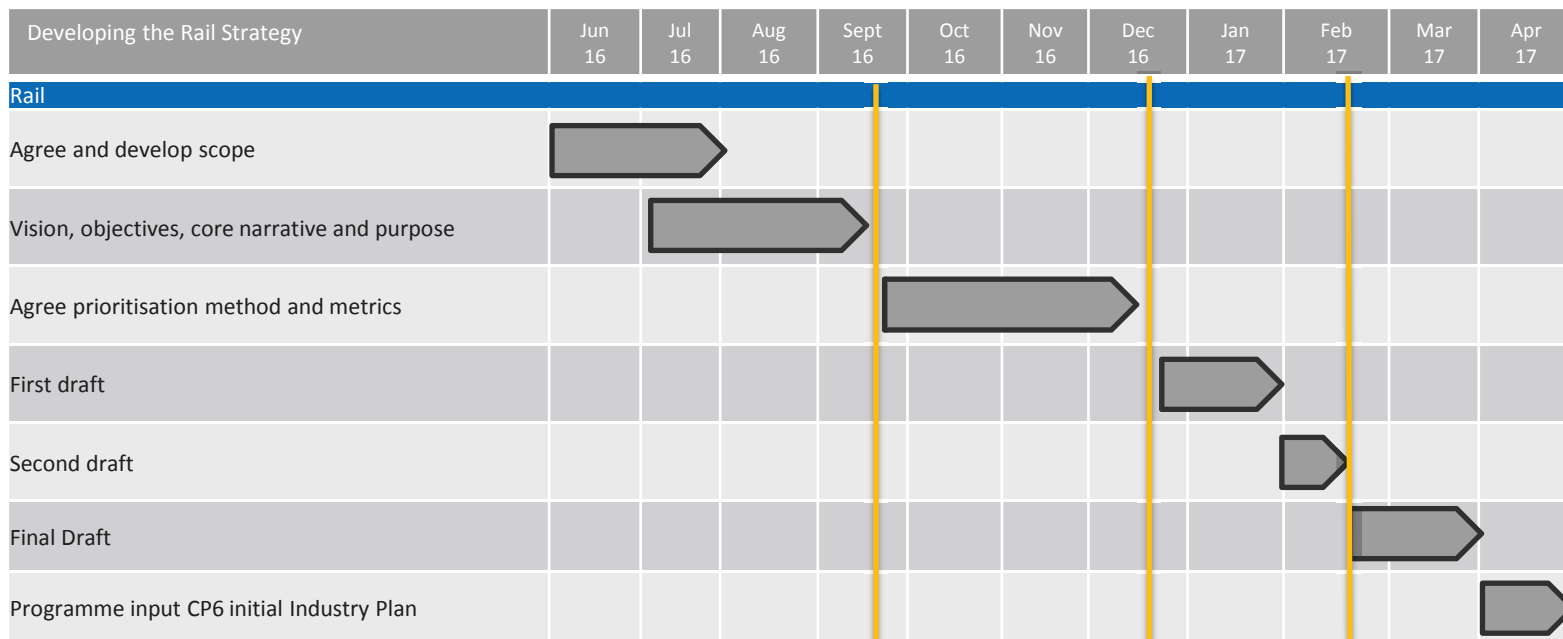 Developing the Rail Strategy
Jun
16
Jul
16
Aug
16
Sept
16
Oct
16
Nov
16
Dec
16
Jan
17
Feb
17
Mar
17
Apr
17
Rail
Agree and develop scope
Vision, objectives, core narrative and purpose
Agree prioritisation method and metrics
First draft
Second draft
Final Draft
Programme input CP6 initial Industry Plan